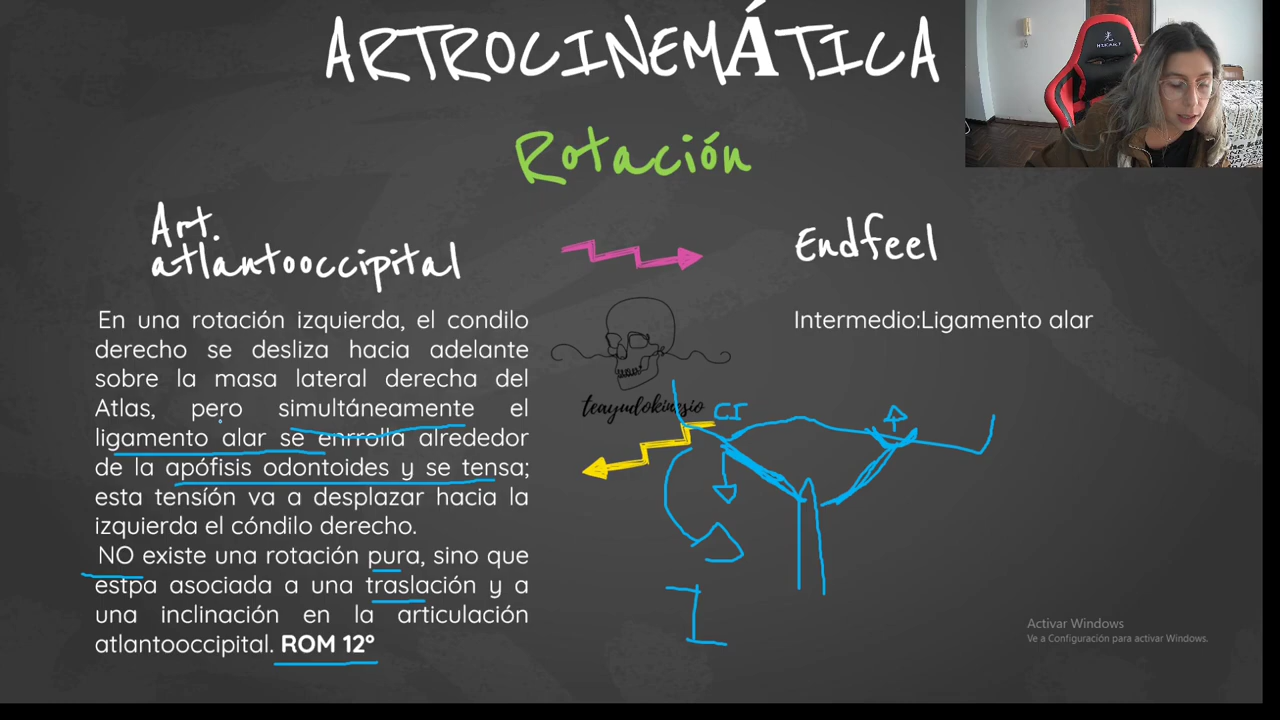 ARTROCINEMÁTICA
Rotación
Art.
atlantooccipital
En una rotación izquierda, el condilo
derecho se desliza hacia adelante
sobre la masa lateral derecha del
Atlas, pero simultáneamente el
ligamento alar se enrrolla alrededor
de la apófisis odontoides y se tensa;
esta tensíón va a desplazar hacia la
izquierda el cóndilo derecho.
NO existe una rotación pura, sino que
estpa asociada a una traslación y a
una inclinación en la articulación
atlantooccipital. ROM 12°
Endfeel
Intermedio:Ligamento alar
teayudokinesio
CI
I
Activar Windows
Ve a Configuración para activar Windows.